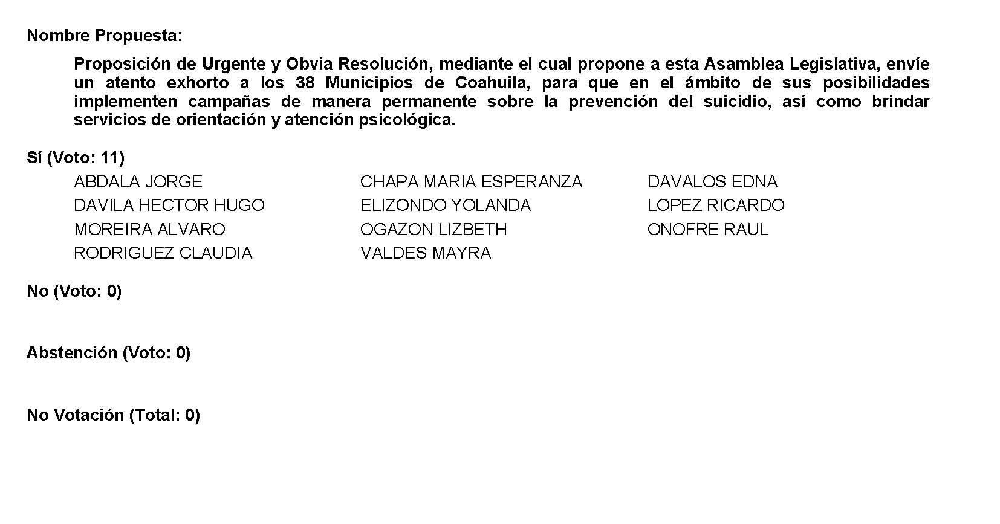 Nombre Propuesta:
Proposición de Urgente y Obvia Resolución, mediante el cual propone a esta Asamblea Legislativa, envíe
un atento exhorto a los 38 Municipios de Coahuila, para que en el ámbito de sus posibilidades
implementen campañas de manera permanente sobre la prevención del suicidio, así como brindar
servicios de orientación y atención psicológica.
Sí (Voto: 11)
ABDALA JORGE CHAPA MARIA ESPERANZA DAVALOS EDNA
DAVILA HECTOR HUGO ELIZONDO YOLANDA LOPEZ RICARDO
MOREIRA ALVARO OGAZON LIZBETH ONOFRE RAUL
RODRIGUEZ CLAUDIA VALDES MAYRA
No (Voto: 0)
Abstención (Voto: 0)
No Votación (Total: 0)